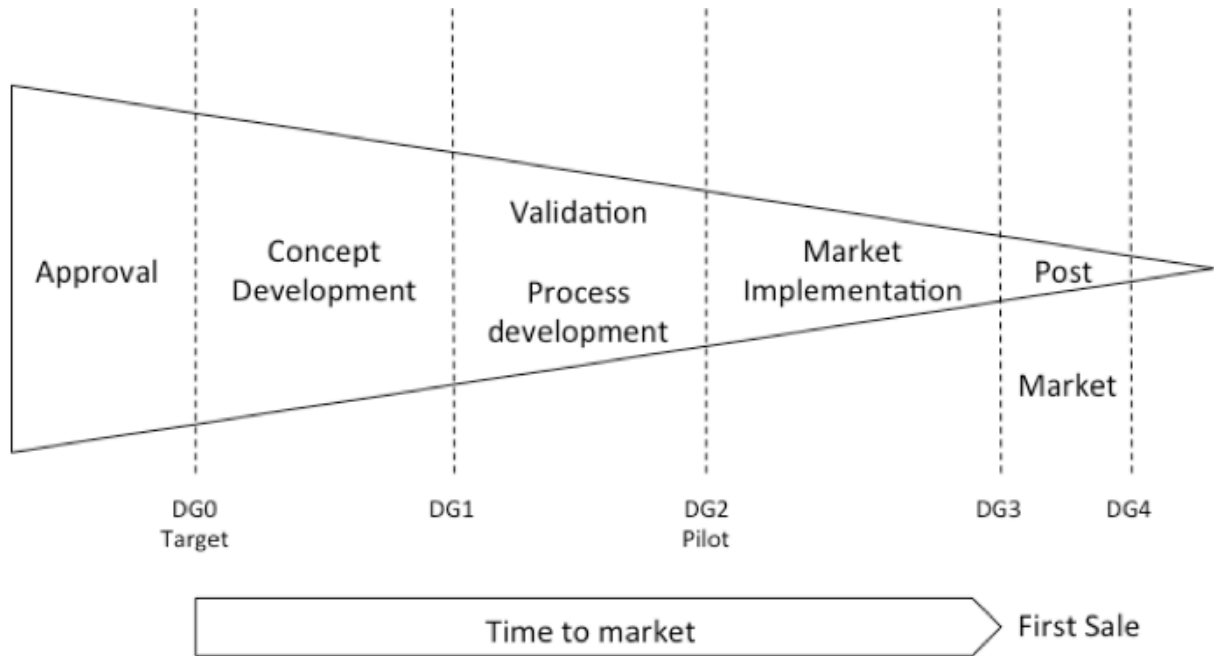 Approval
Concept
Development
Validation
Process
development
Market
Implementation
Post
Market
DG0
Target
DG1
DG2
Pilot
DG3
DG4
Time to market
First Sale